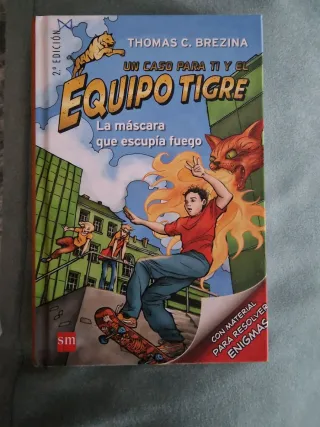 2.ª EDICIÓN
THOMAS C. BREZINA
UN CASO PARA TI Y EL
EQUIPO TIGRE
La máscara
que escupía fuego
CON MATERIAL
PARA RESOLVER
ENIGMAS
sm